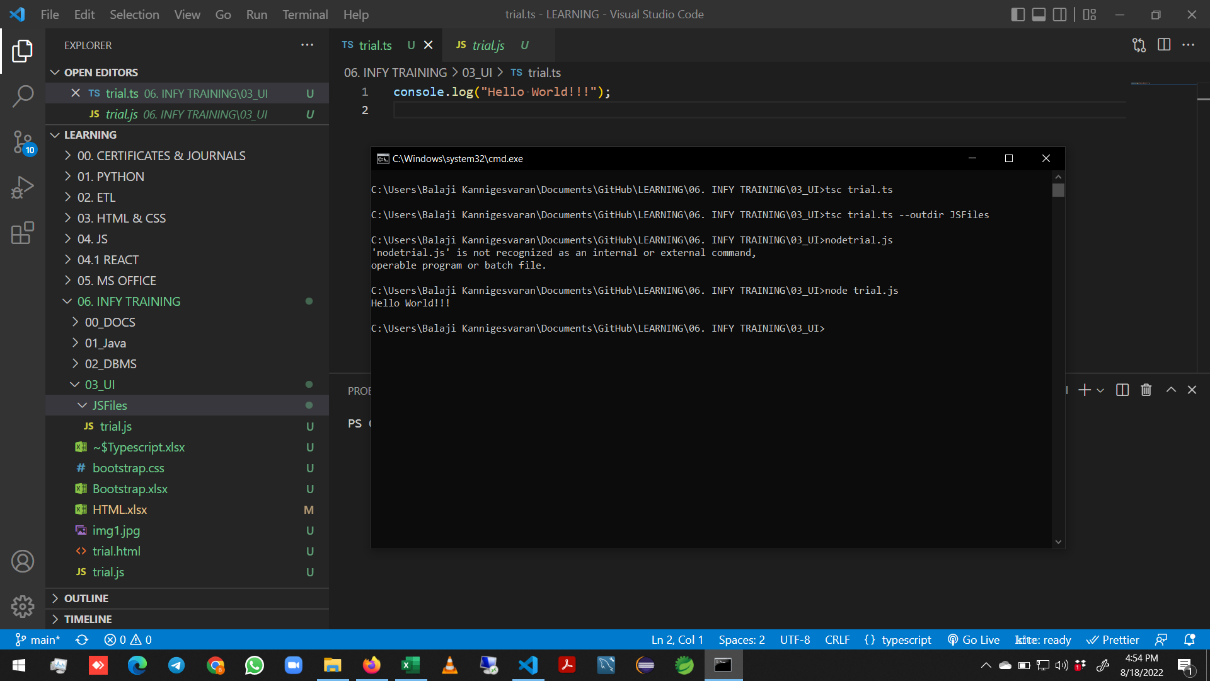 File Edit Selection View Go Run Terminal Help
trial.ts - LEARNING - Visual Studio Code
EXPLORER
OPEN EDITORS
TS trial.ts 06. INFY TRAINING\03_UI U
JS trial.js 06. INFY TRAINING\03_UI U
LEARNING
00. CERTIFICATES & JOURNALS
01. PYTHON
02. ETL
03. HTML & CSS
04. JS
04.1 REACT
05. MS OFFICE
06. INFY TRAINING
00_DOCS
01_Java
02_DBMS
03_UI
JSFiles
JS trial.js U
~$Typescript.xlsx U
# bootstrap.css U
Bootstrap.xlsx U
HTML.xlsx M
img1.jpg U
<> trial.html U
JS trial.js U
OUTLINE
TIMELINE
10
TS trial.ts U
JS trial.js U
06. INFY TRAINING > 03_UI > TS trial.ts
1 console.log("Hello World!!!");
2
C:\Windows\system32\cmd.exe
C:\Users\Balaji Kannigesvaran\Documents\GitHub\LEARNING\06. INFY TRAINING\03_UI>tsc trial.ts
C:\Users\Balaji Kannigesvaran\Documents\GitHub\LEARNING\06. INFY TRAINING\03_UI>tsc trial.ts --outdir JSFiles
C:\Users\Balaji Kannigesvaran\Documents\GitHub\LEARNING\06. INFY TRAINING\03_UI>nodetrial.js
'nodetrial.js' is not recognized as an internal or external command,
operable program or batch file.
C:\Users\Balaji Kannigesvaran\Documents\GitHub\LEARNING\06. INFY TRAINING\03_UI>node trial.js
Hello World!!!
C:\Users\Balaji Kannigesvaran\Documents\GitHub\LEARNING\06. INFY TRAINING\03_UI>
PS
main* 0 0
Ln 2, Col 1 Spaces: 2 UTF-8 CRLF {} typescript Go Live kite: ready Prettier
4:54 PM
8/18/2022
1